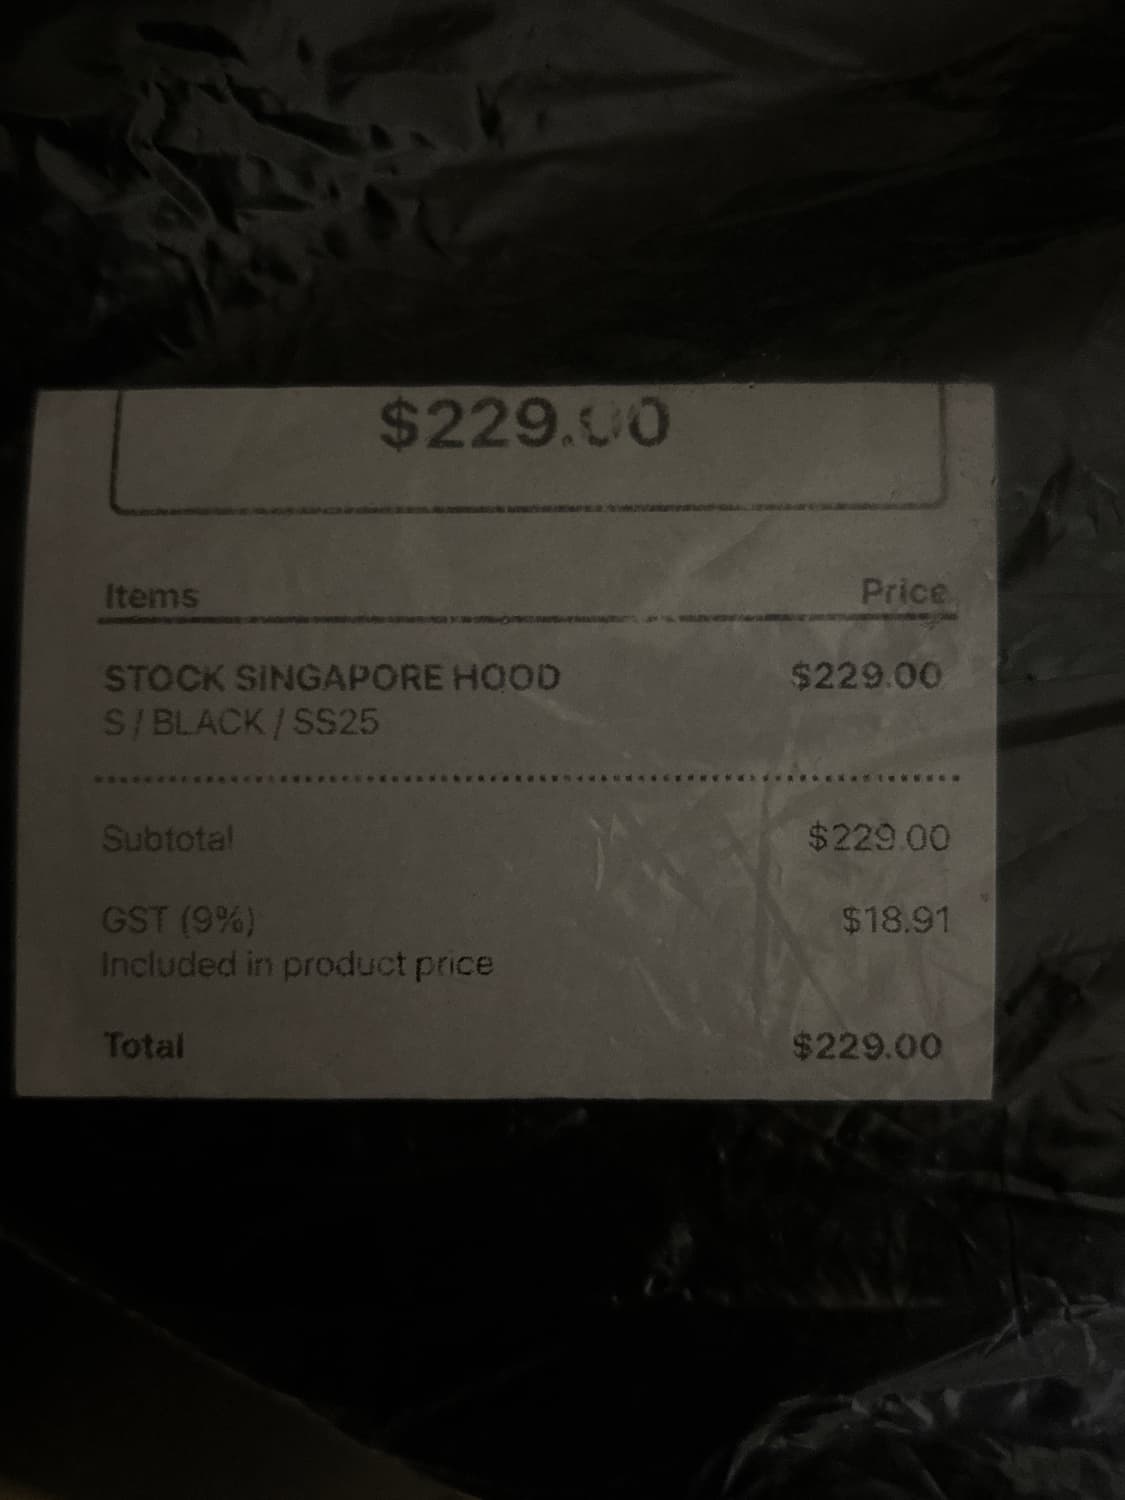 $229.00
Items Price
STOCK SINGAPORE HOOD $229.00
S / BLACK / SS25
Subtotal $229.00
GST (9%) $18.91
Included in product price
Total $229.00